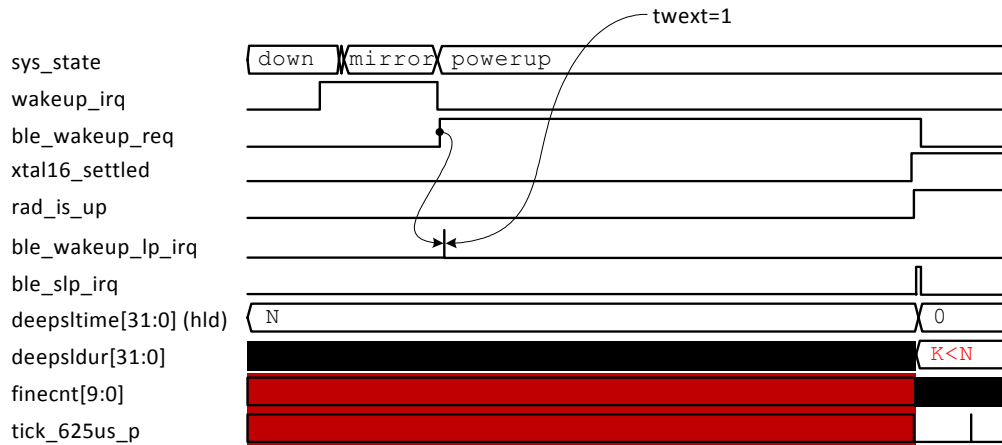 twext=1
sys_state down mirror powerup
wakeup_irq
ble_wakeup_req
xtal16_settled
rad_is_up
ble_wakeup_lp_irq
ble_slp_irq
deepsltime[31:0] (hld) N 0
deepsldur[31:0] K<N
finecnt[9:0]
tick_625us_p